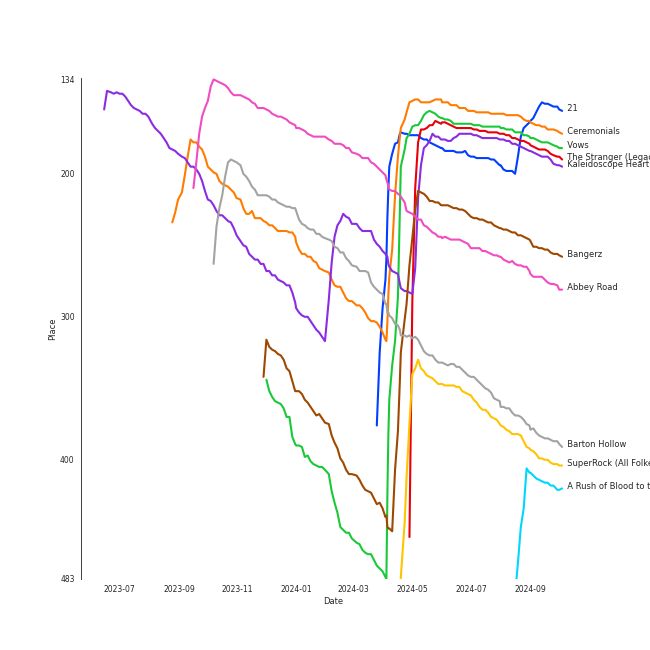 134
200
300
400
483
Place
2023-07
2023-09
2023-11
2024-01
2024-03
2024-05
2024-07
2024-09
Date
21
Ceremonials
Vows
The Stranger (Legac
Kaleidoscope Heart
Bangerz
Abbey Road
Barton Hollow
SuperRock (All Folke
A Rush of Blood to t